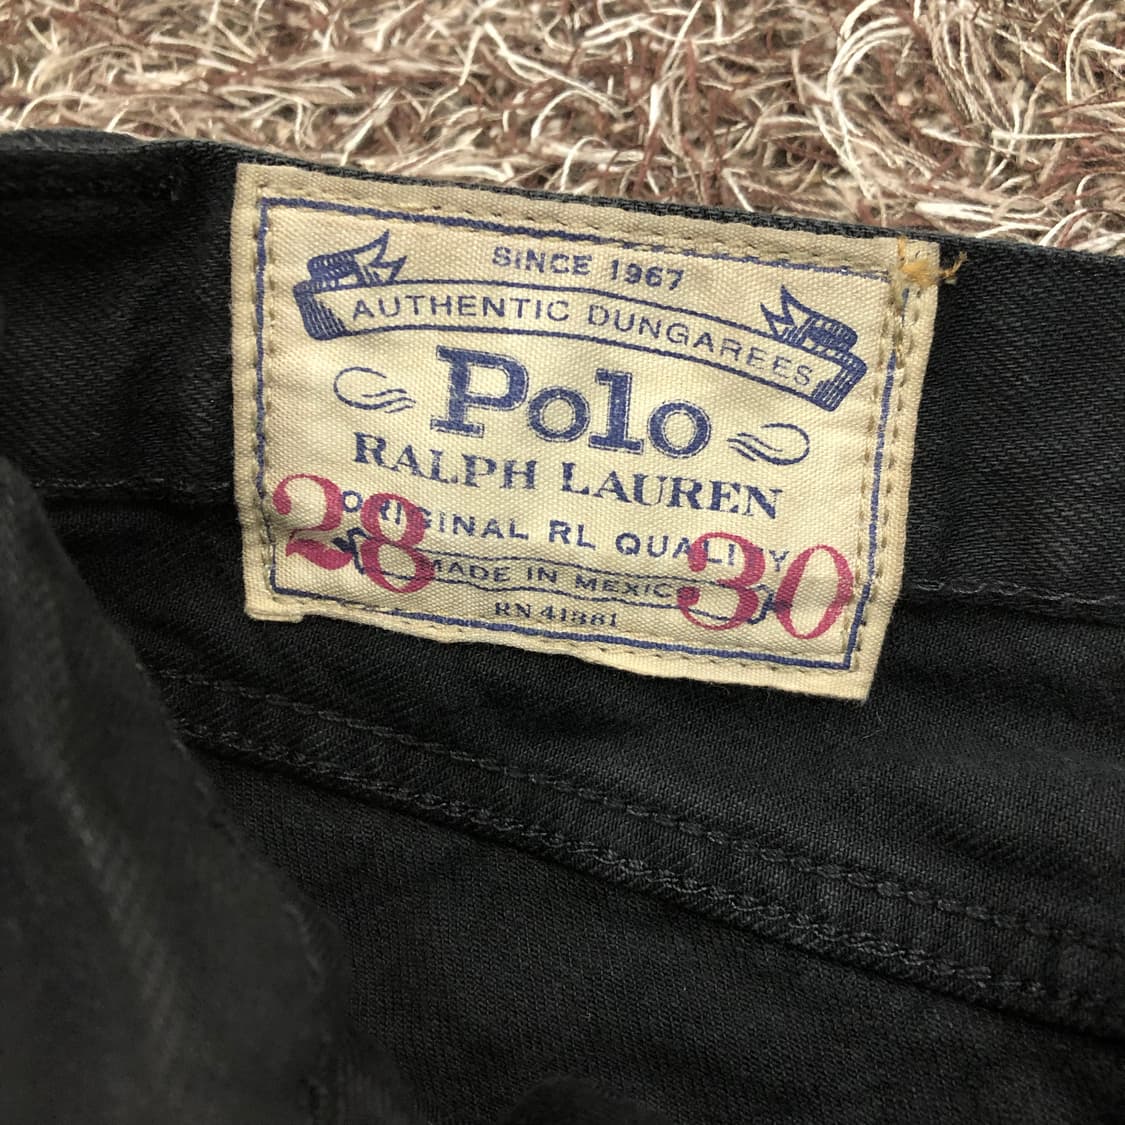 SINCE 1967
AUTHENTIC DUNGAREES
Polo
RALPH LAUREN
ORIGINAL RL QUALITY
28 30
MADE IN MEXICO
RN 41381